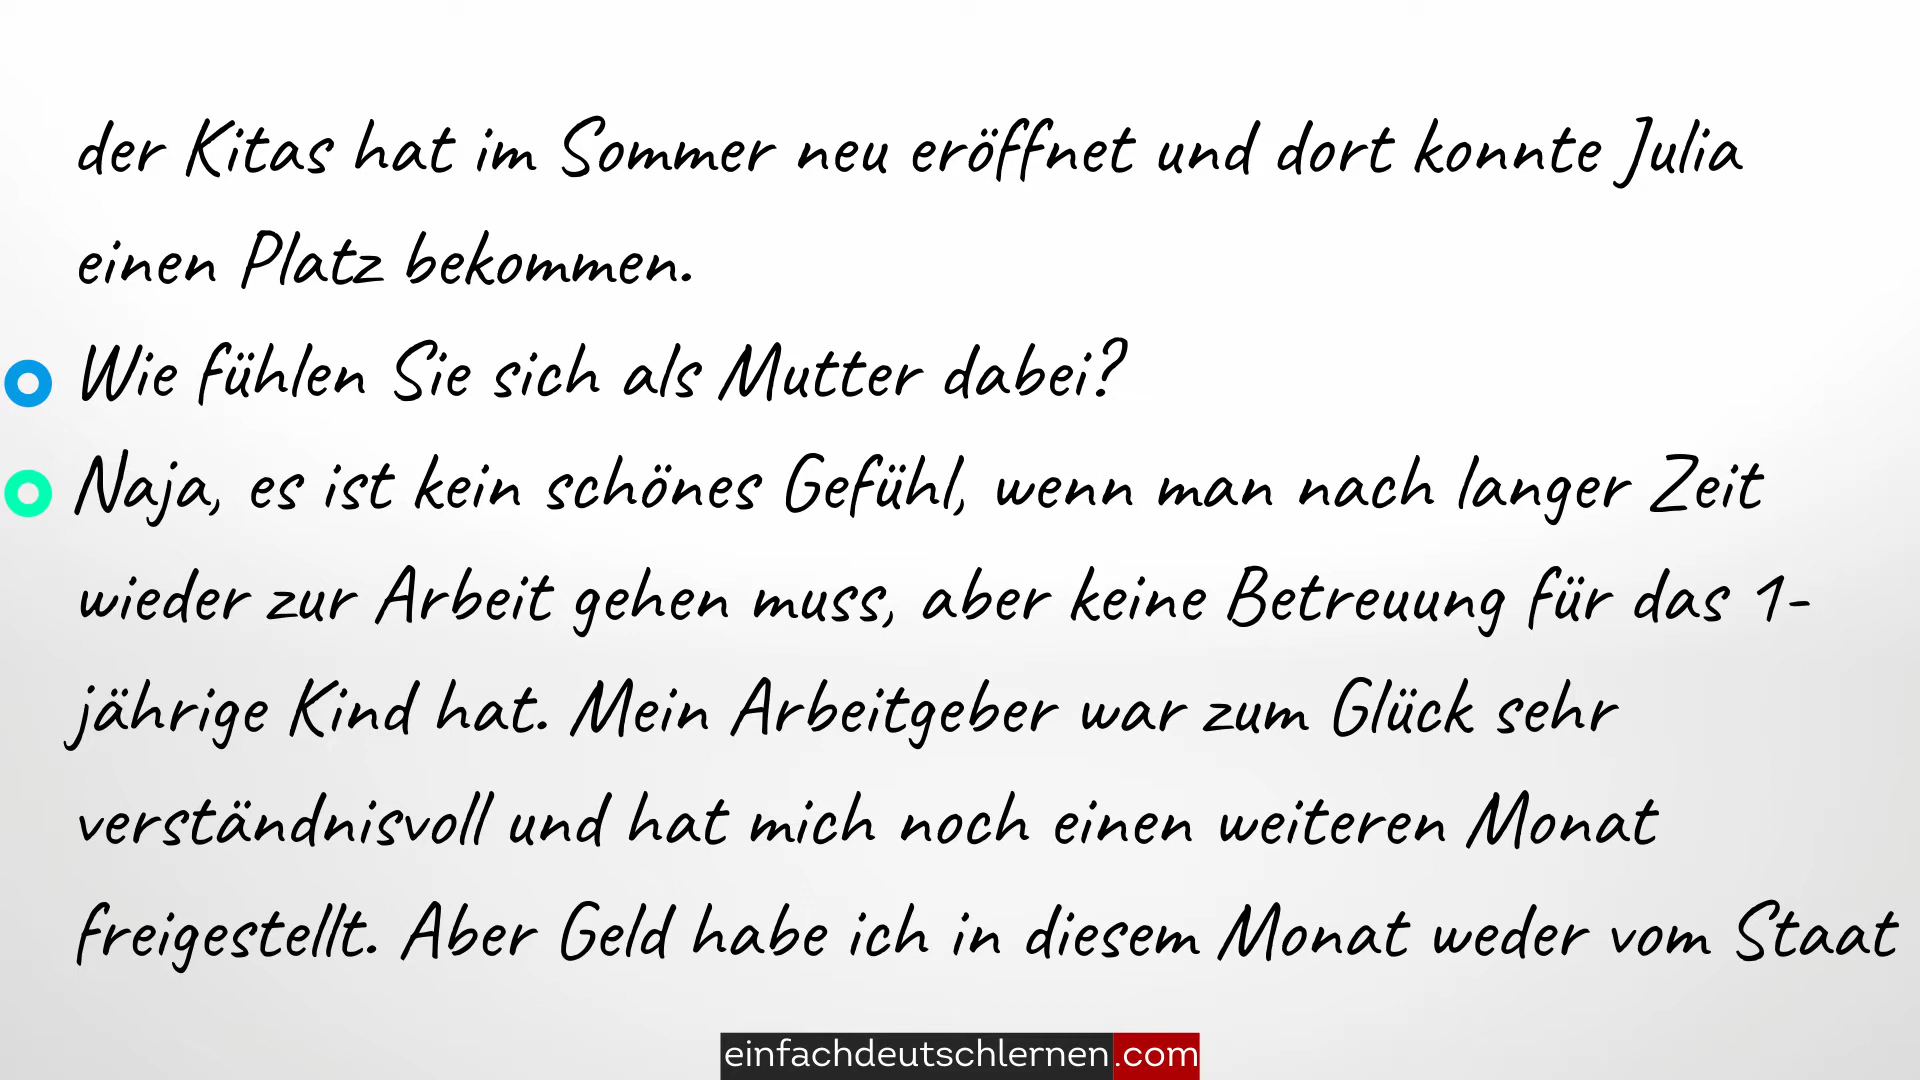 der Kitas hat im Sommer neu eröffnet und dort konnte Julia
einen Platz bekommen.
Wie fühlen Sie sich als Mutter dabei?
Naja, es ist kein schönes Gefühl, wenn man nach langer Zeit
wieder zur Arbeit gehen muss, aber keine Betreuung für das 1-
jährige Kind hat. Mein Arbeitgeber war zum Glück sehr
verständnisvoll und hat mich noch einen weiteren Monat
freigestellt. Aber Geld habe ich in diesem Monat weder vom Staat
einfachdeutschlernen.com